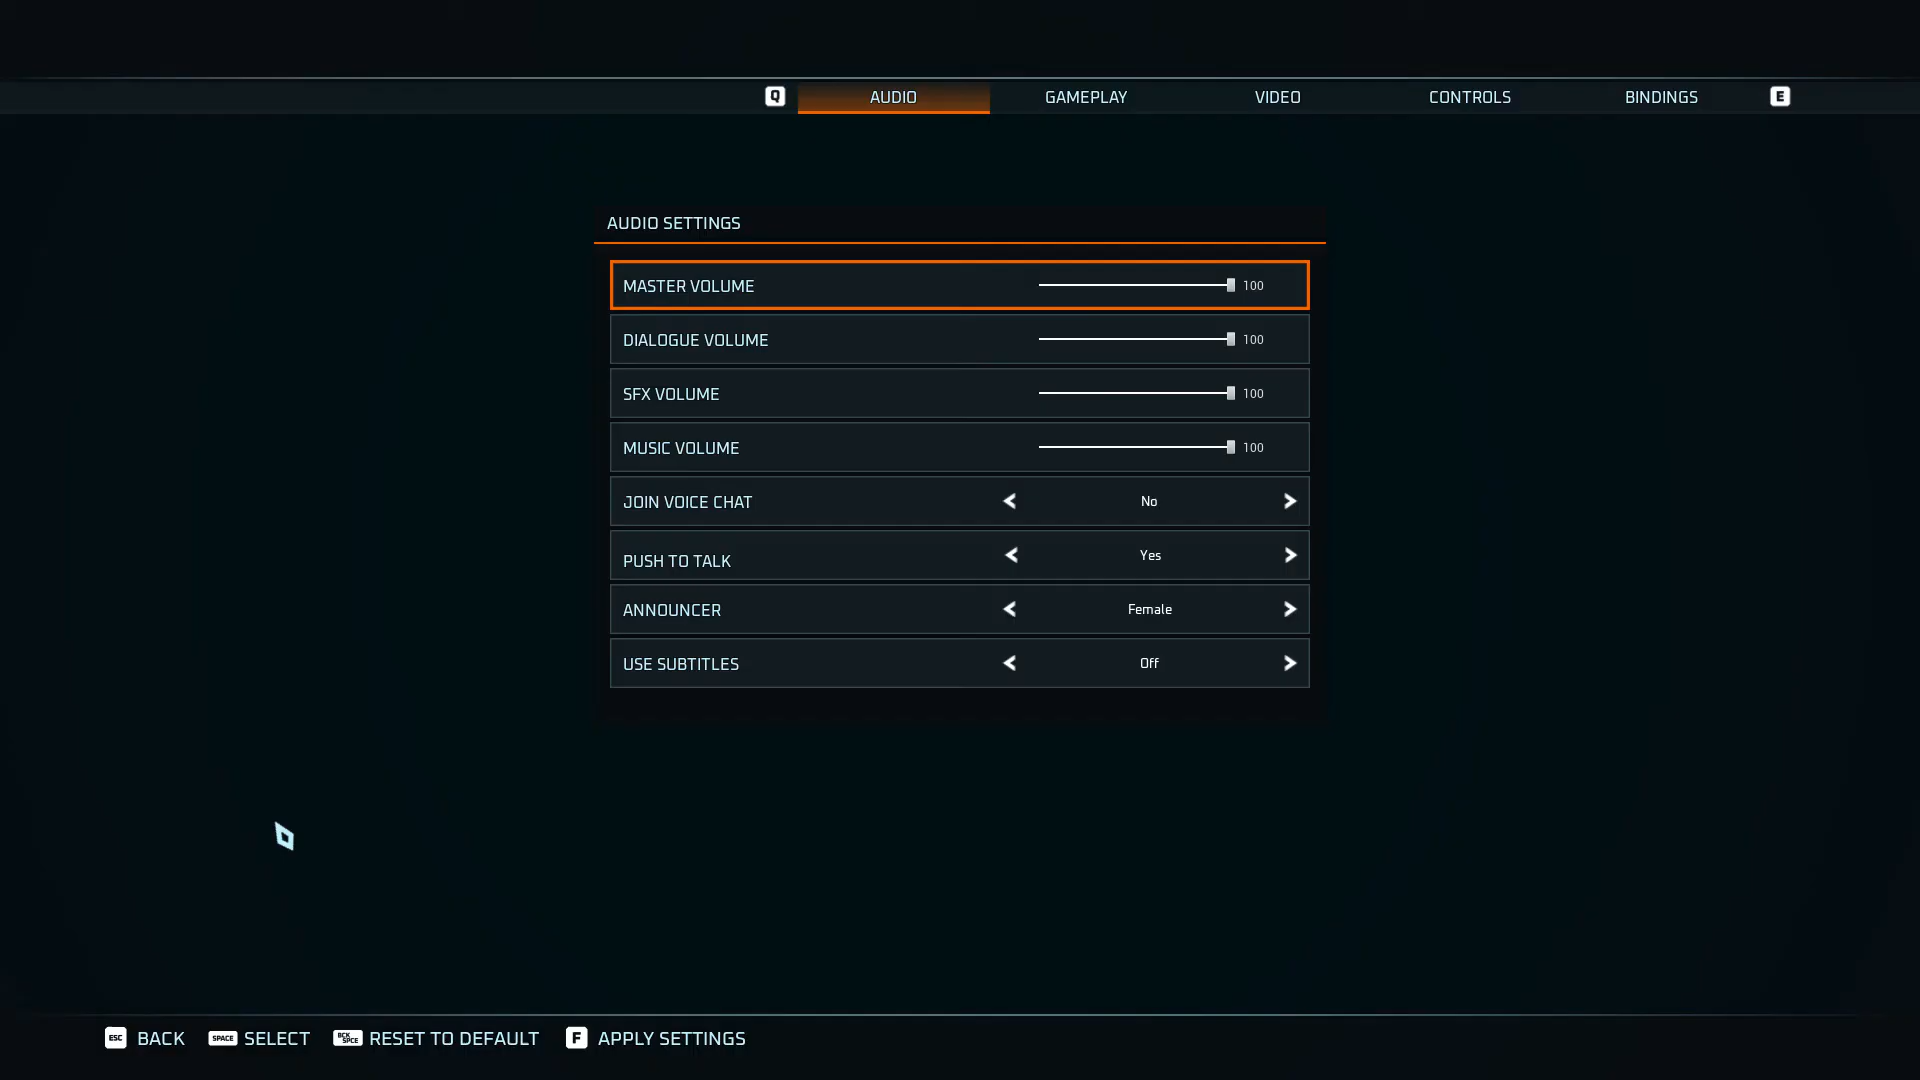 Q AUDIO GAMEPLAY VIDEO CONTROLS BINDINGS E
AUDIO SETTINGS
MASTER VOLUME 100
DIALOGUE VOLUME 100
SFX VOLUME 100
MUSIC VOLUME 100
JOIN VOICE CHAT No
PUSH TO TALK Yes
ANNOUNCER Female
USE SUBTITLES Off
ESC BACK SPACE SELECT BCK SPCE RESET TO DEFAULT F APPLY SETTINGS